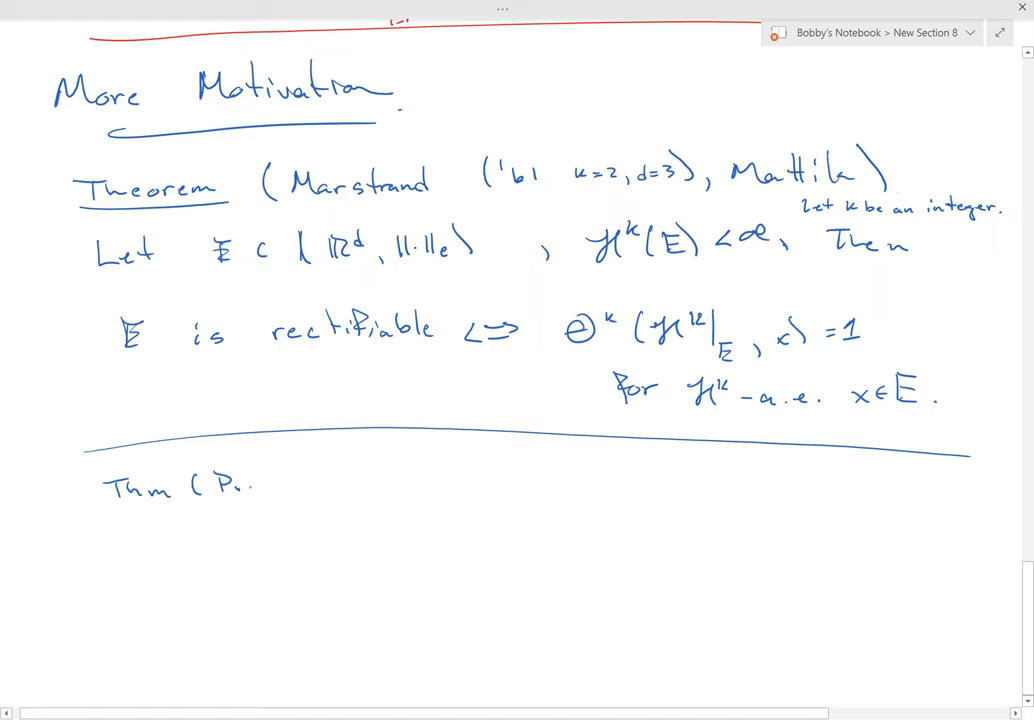 Bobby's Notebook > New Section 8
More Motivation.
Theorem (Marstrand ('61 k=2, d=3), Mattila)
Let k be an integer.
Let E ⊂ (ℝ^d, ||·||_e), ℋ^k(E) < ∞, Then
E is rectifiable <=> Θ^k (ℋ^k|_E, x) = 1
for ℋ^k - a.e. x ∈ E.
Thm (